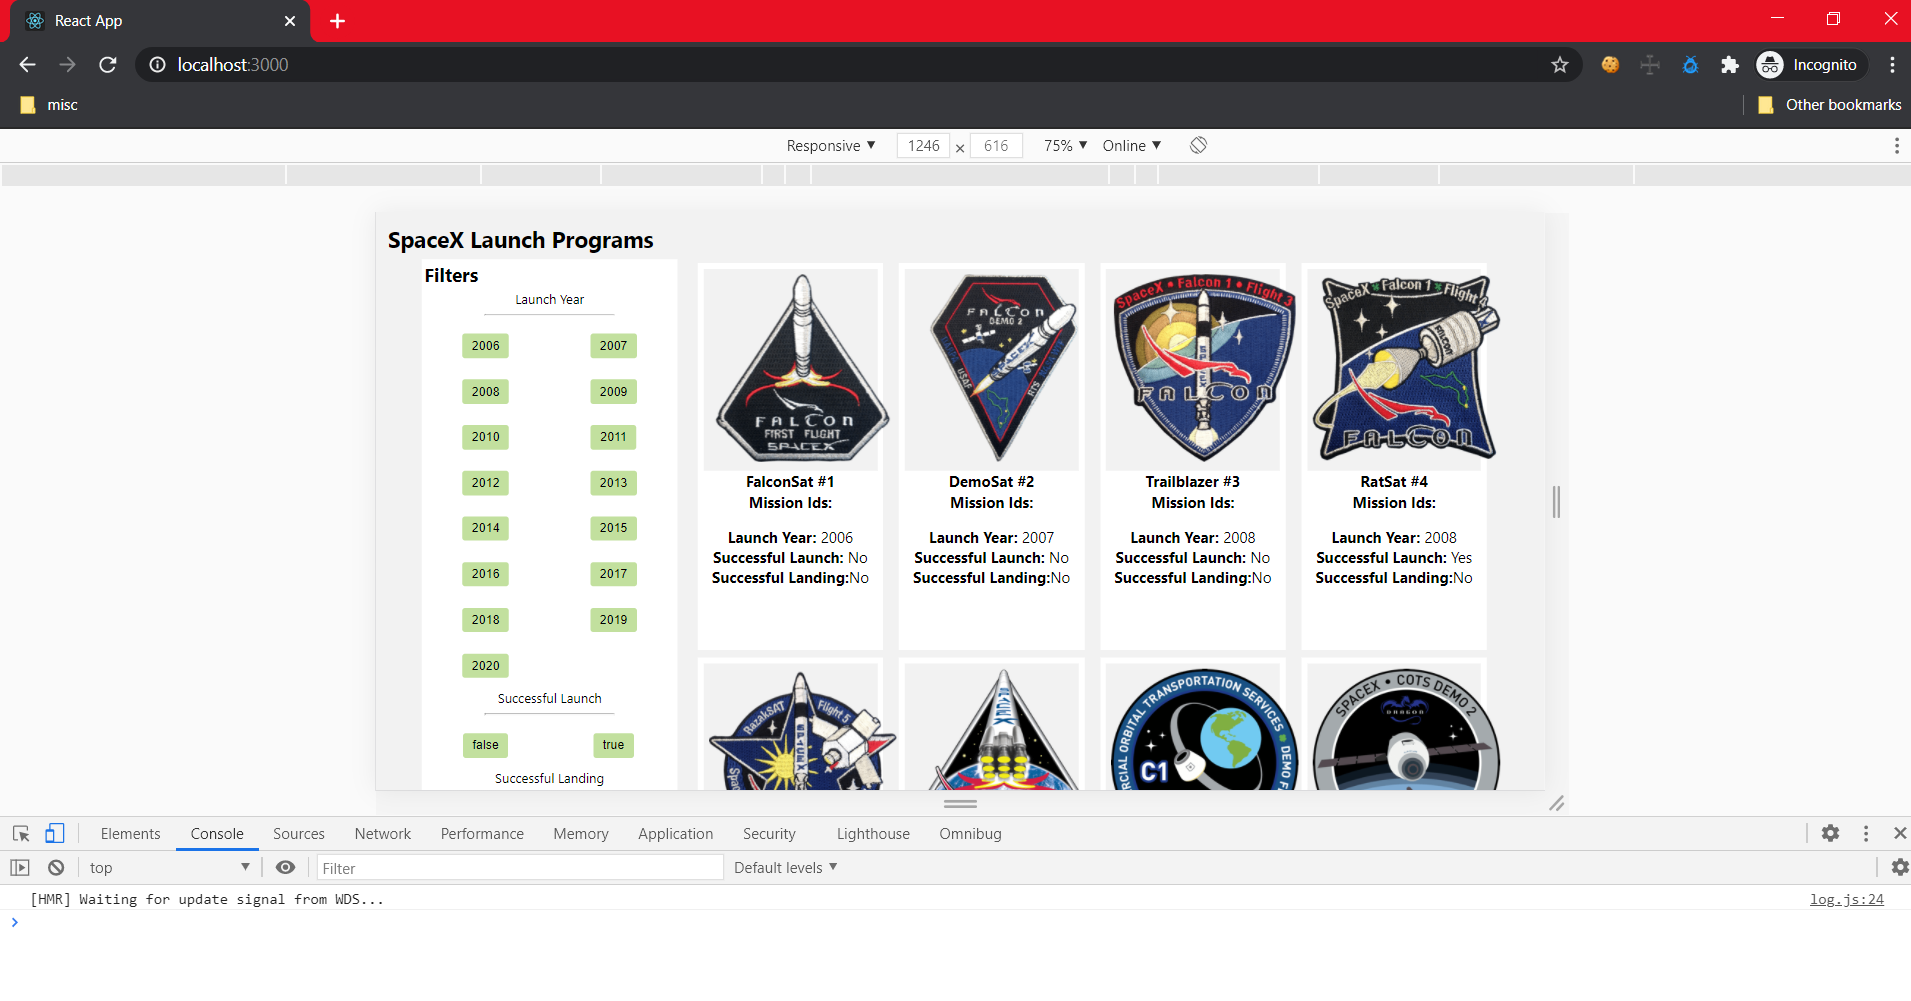 React App
localhost:3000
Incognito
misc
Other bookmarks
Responsive 1246 × 616 75% Online
SpaceX Launch Programs
Filters
Launch Year
2006 2007
2008 2009
2010 2011
2012 2013
2014 2015
2016 2017
2018 2019
2020
Successful Launch
false true
Successful Landing
FALCON
FIRST FLIGHT
SPACEX
FalconSat #1
Mission Ids:
Launch Year: 2006
Successful Launch: No
Successful Landing:No
FALCON
DEMO 2
SPACEX
USAF
DemoSat #2
Mission Ids:
Launch Year: 2007
Successful Launch: No
Successful Landing:No
SpaceX • Falcon 1 • Flight 3
FALCON
Trailblazer #3
Mission Ids:
Launch Year: 2008
Successful Launch: No
Successful Landing:No
SpaceX Falcon 1 Flight 4
FALCON
RatSat #4
Mission Ids:
Launch Year: 2008
Successful Launch: Yes
Successful Landing:No
RazakSAT Flight 5
SPACEX
ORBITAL TRANSPORTATION SERVICES
C1
SPACEX • COTS DEMO 2
DRAGON
Elements Console Sources Network Performance Memory Application Security Lighthouse Omnibug
top Filter Default levels
[HMR] Waiting for update signal from WDS... log.js:24